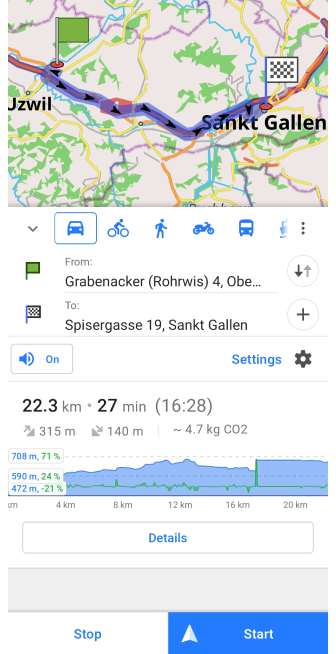 Uzwil
Sankt Gallen
From:
Grabenacker (Rohrwis) 4, Obe...
To:
Spisergasse 19, Sankt Gallen
On
Settings
22.3 km • 27 min (16:28)
315 m 140 m ~ 4.7 kg CO2
708 m, 71 %
590 m, 24 %
472 m, -21 %
km 4 km 8 km 12 km 16 km 20 km
Details
Stop
Start